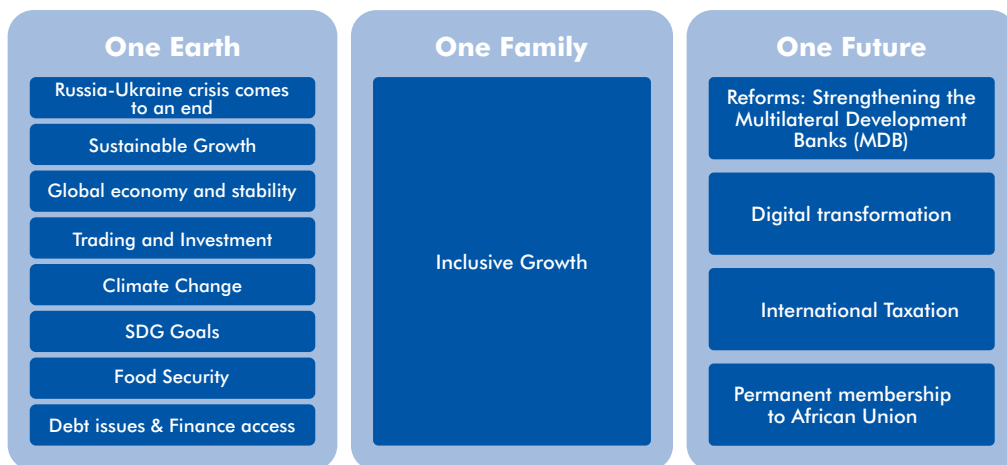 One Earth
Russia-Ukraine crisis comes
to an end
Sustainable Growth
Global economy and stability
Trading and Investment
Climate Change
SDG Goals
Food Security
Debt issues & Finance access
One Family
Inclusive Growth
One Future
Reforms: Strengthening the
Multilateral Development
Banks (MDB)
Digital transformation
International Taxation
Permanent membership
to African Union